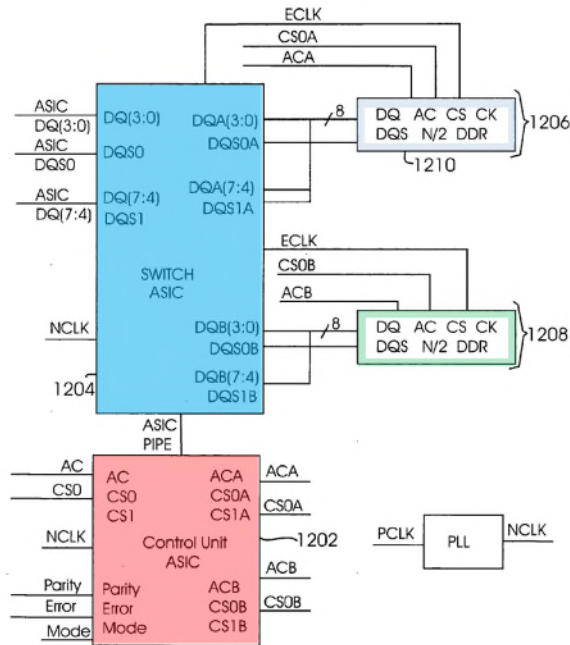 ECLK
CS0A
ACA
ASIC
DQ(3:0)
ASIC
DQS0
ASIC
DQ(7:4)
DQ(3:0)
DQS0
DQ(7:4)
DQS1
DQA(3:0)
DQS0A
DQA(7:4)
DQS1A
8
DQ AC CS CK
DQS N/2 DDR
1206
1210
SWITCH
ASIC
ECLK
CS0B
ACB
NCLK
1204
DQB(3:0)
DQS0B
DQB(7:4)
DQS1B
8
DQ AC CS CK
DQS N/2 DDR
1208
ASIC
PIPE
AC
CS0
NCLK
Parity
Error
Mode
AC
CS0
CS1
ACA
CS0A
CS1A
Control Unit
ASIC
Parity
Error
Mode
ACB
CS0B
CS1B
ACA
CS0A
1202
ACB
CS0B
PCLK
PLL
NCLK